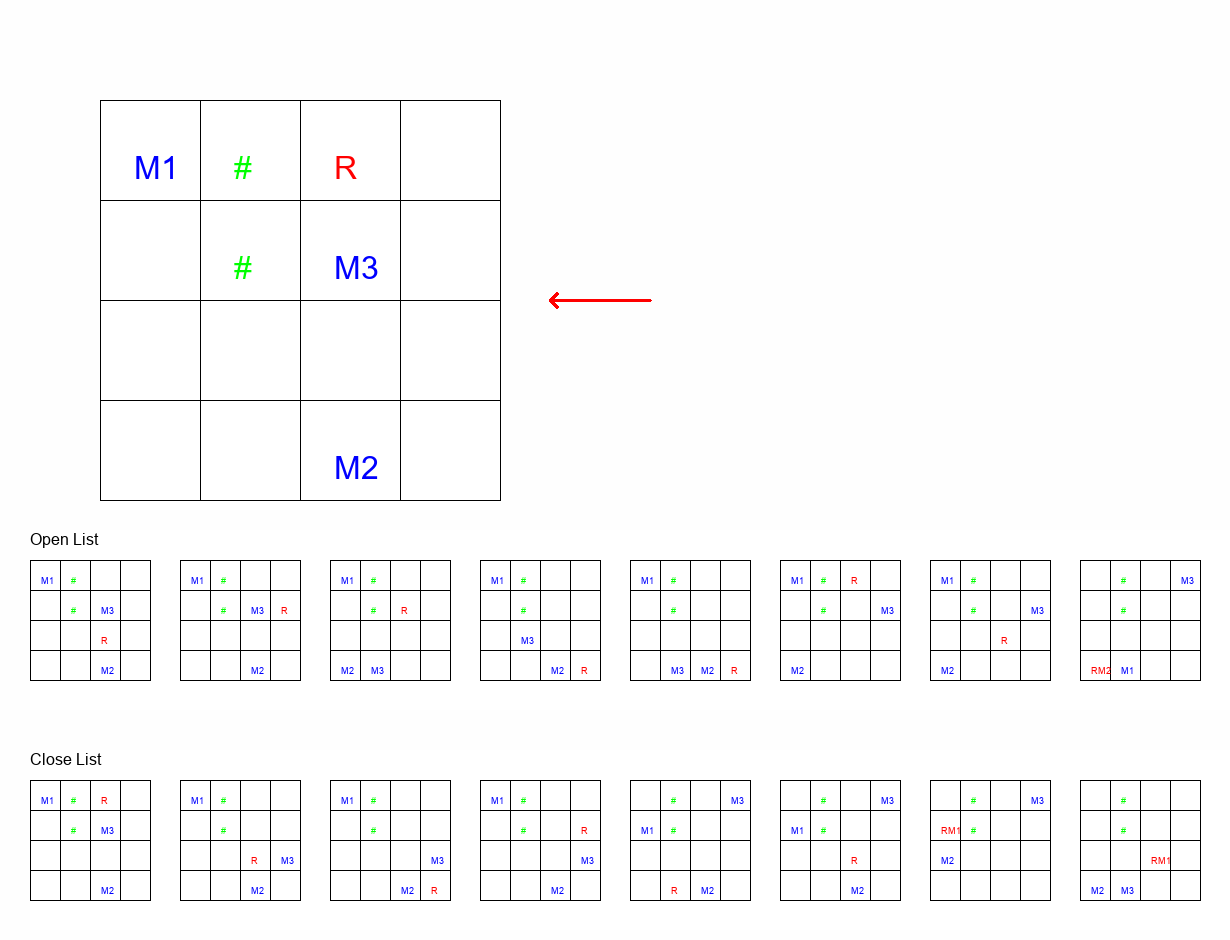 M1 # R
# M3
M2
Open List
M1 # M1 # M1 # M1 # M1 # M1 # R M1 # # M3
# M3 # M3 R # R # # # M3 # M3 #
R M3 R
M2 M2 M2 M3 M2 R M3 M2 R M2 M2 RM2 M1
Close List
M1 # R M1 # M1 # M1 # # M3 # M3 # M3 #
# M3 # # # R M1 # M1 # RM1 # #
R M3 M3 M3 R M2 RM1
M2 M2 M2 R M2 R M2 M2 M2 M3